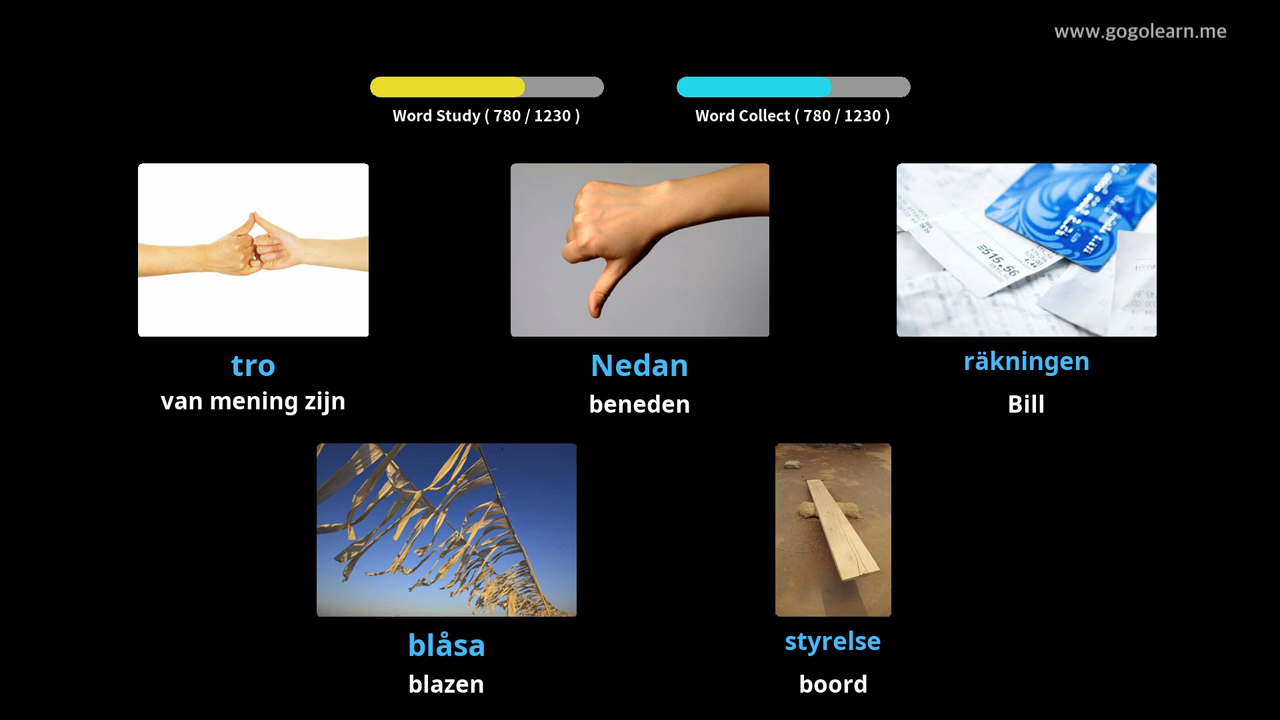 www.gogolearn.me
Word Study ( 780 / 1230 )
Word Collect ( 780 / 1230 )
tro
van mening zijn
Nedan
beneden
räkningen
Bill
blåsa
blazen
styrelse
boord